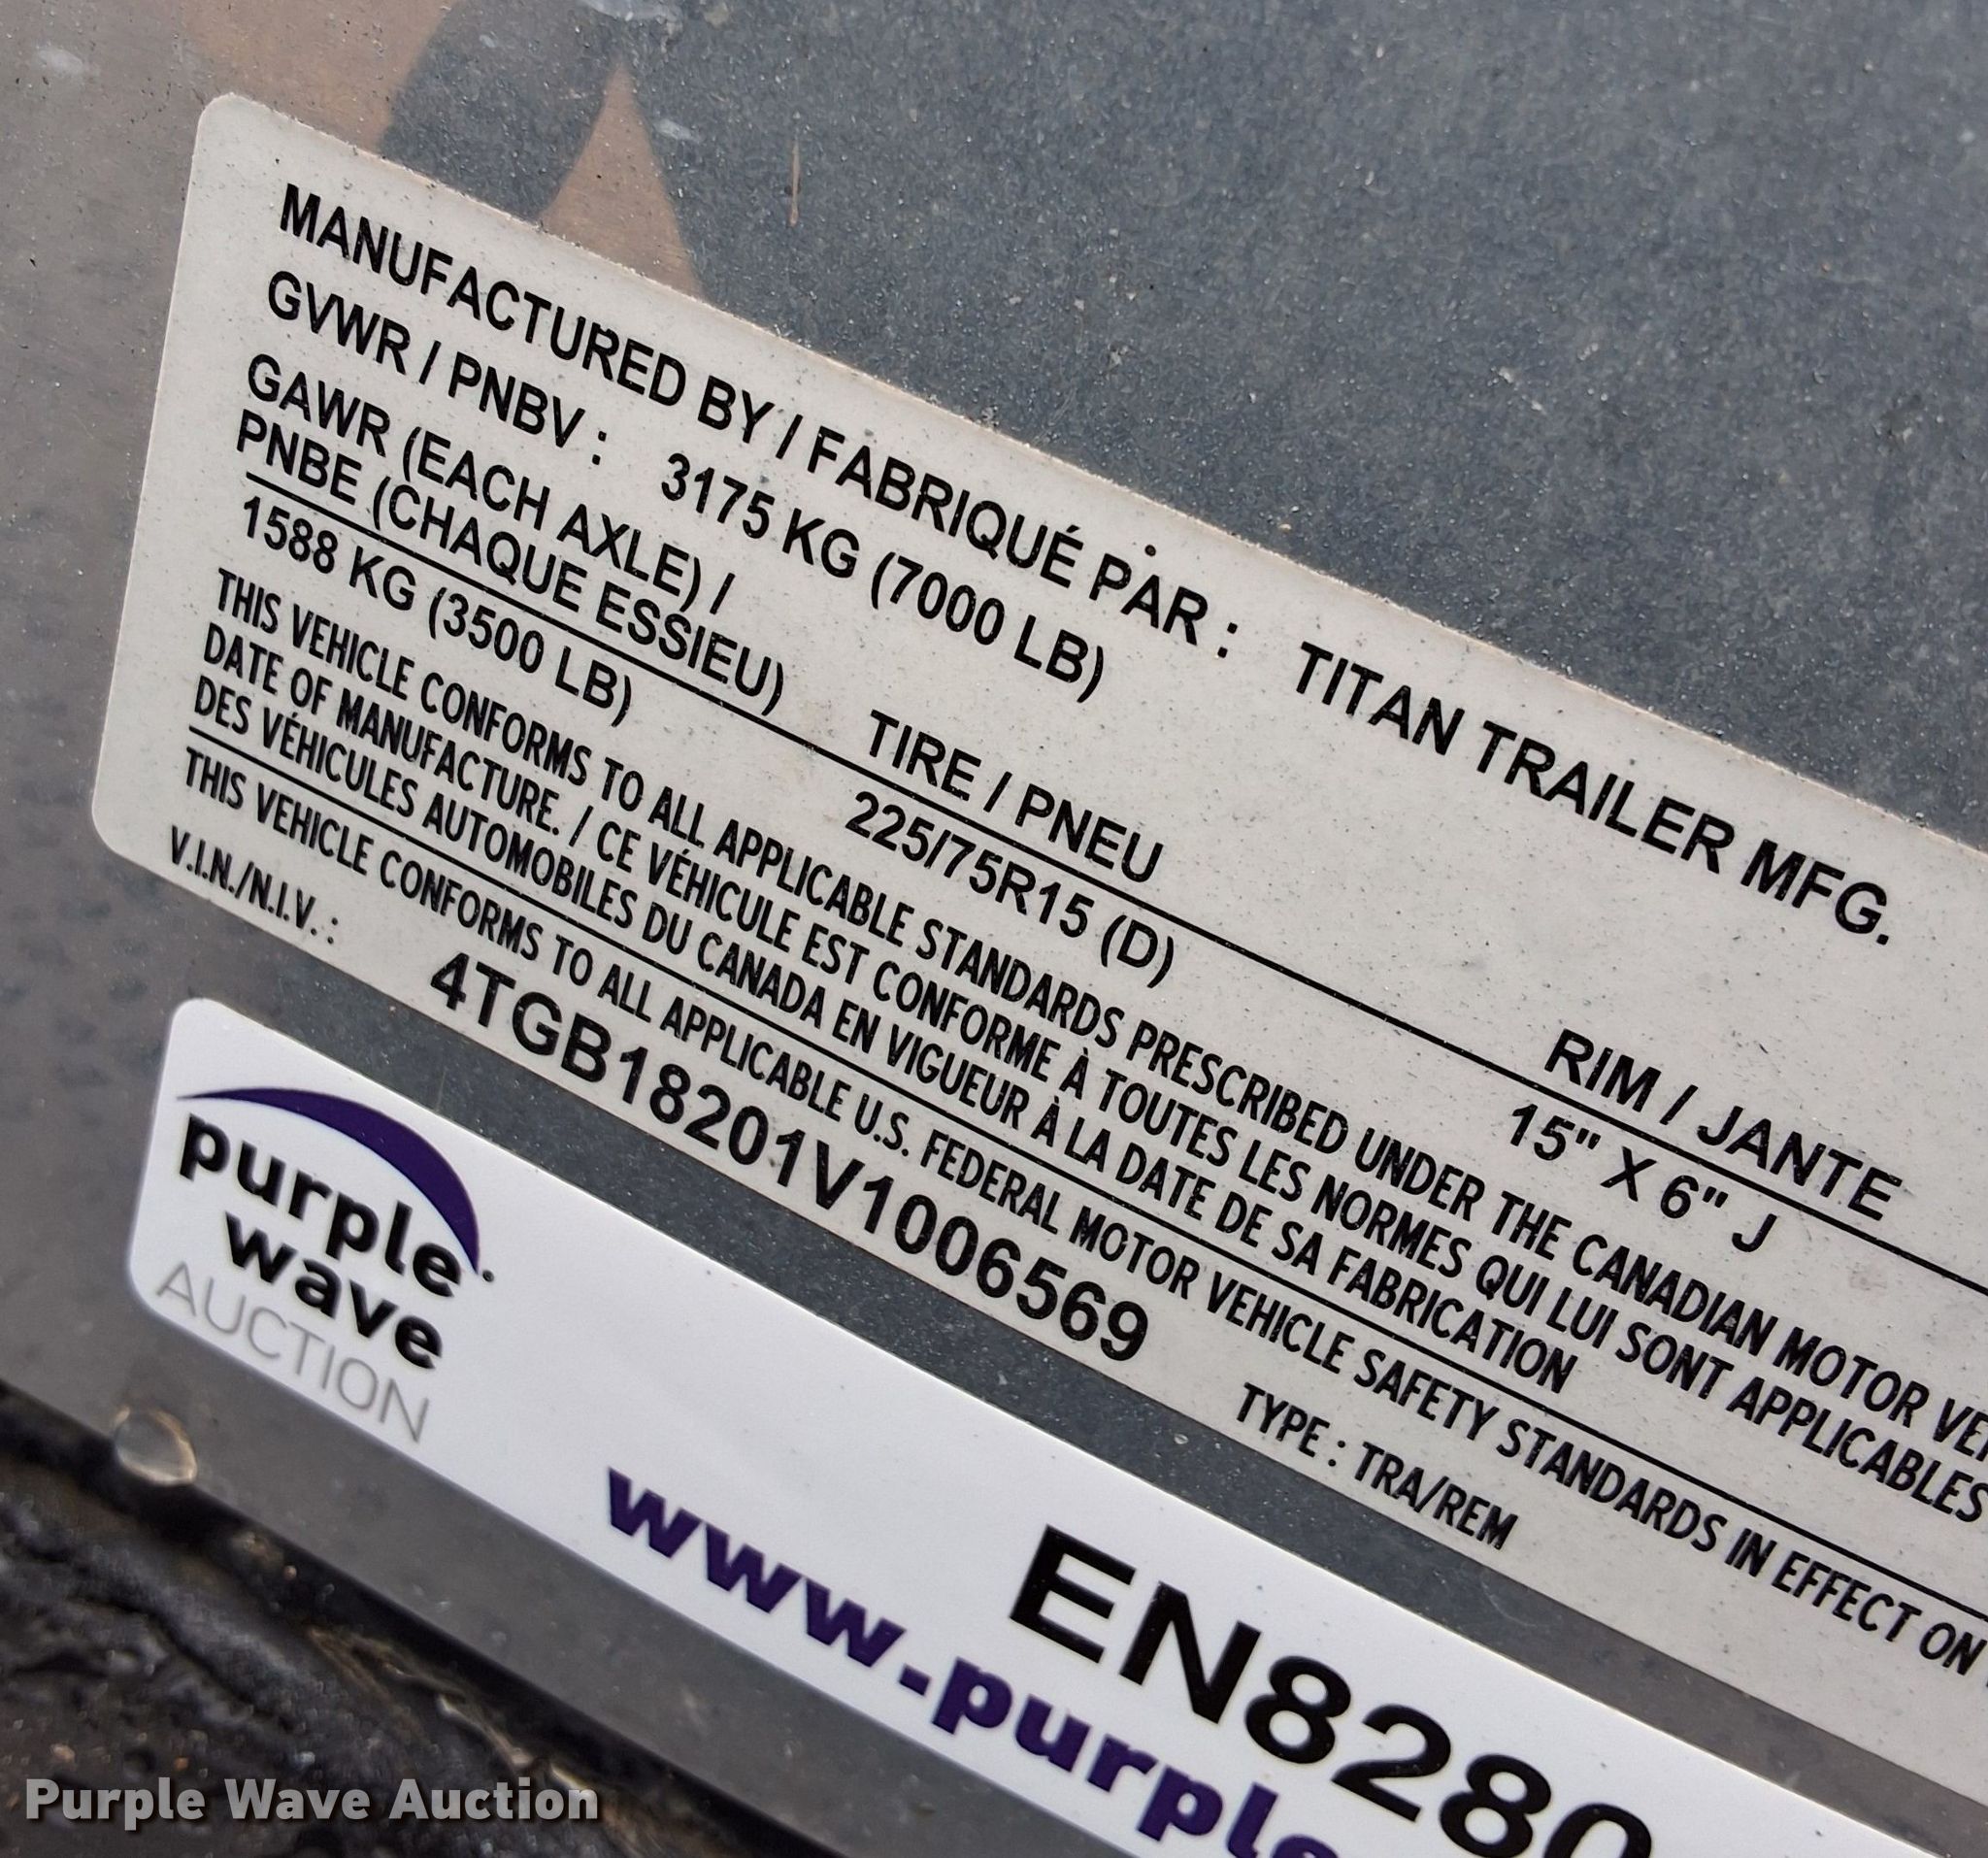 MANUFACTURED BY / FABRIQUÉ PAR : TITAN TRAILER MFG.
GVWR / PNBV : 3175 KG (7000 LB)
GAWR (EACH AXLE) /
PNBE (CHAQUE ESSIEU) TIRE / PNEU RIM / JANTE
1588 KG (3500 LB) 225/75R15 (D) 15" X 6" J
THIS VEHICLE CONFORMS TO ALL APPLICABLE STANDARDS PRESCRIBED UNDER THE CANADIAN MOTOR
DATE OF MANUFACTURE. / CE VÉHICULE EST CONFORME À TOUTES LES NORMES QUI LUI SONT APPLICABLES
DES VÉHICULES AUTOMOBILES DU CANADA EN VIGUEUR À LA DATE DE SA FABRICATION
THIS VEHICLE CONFORMS TO ALL APPLICABLE U.S. FEDERAL MOTOR VEHICLE SAFETY STANDARDS IN EFFECT ON
V.I.N./N.I.V. : 4TGB18201V1006569 TYPE : TRA/REM
purple
wave
AUCTION
EN8280
www.purple
Purple Wave Auction